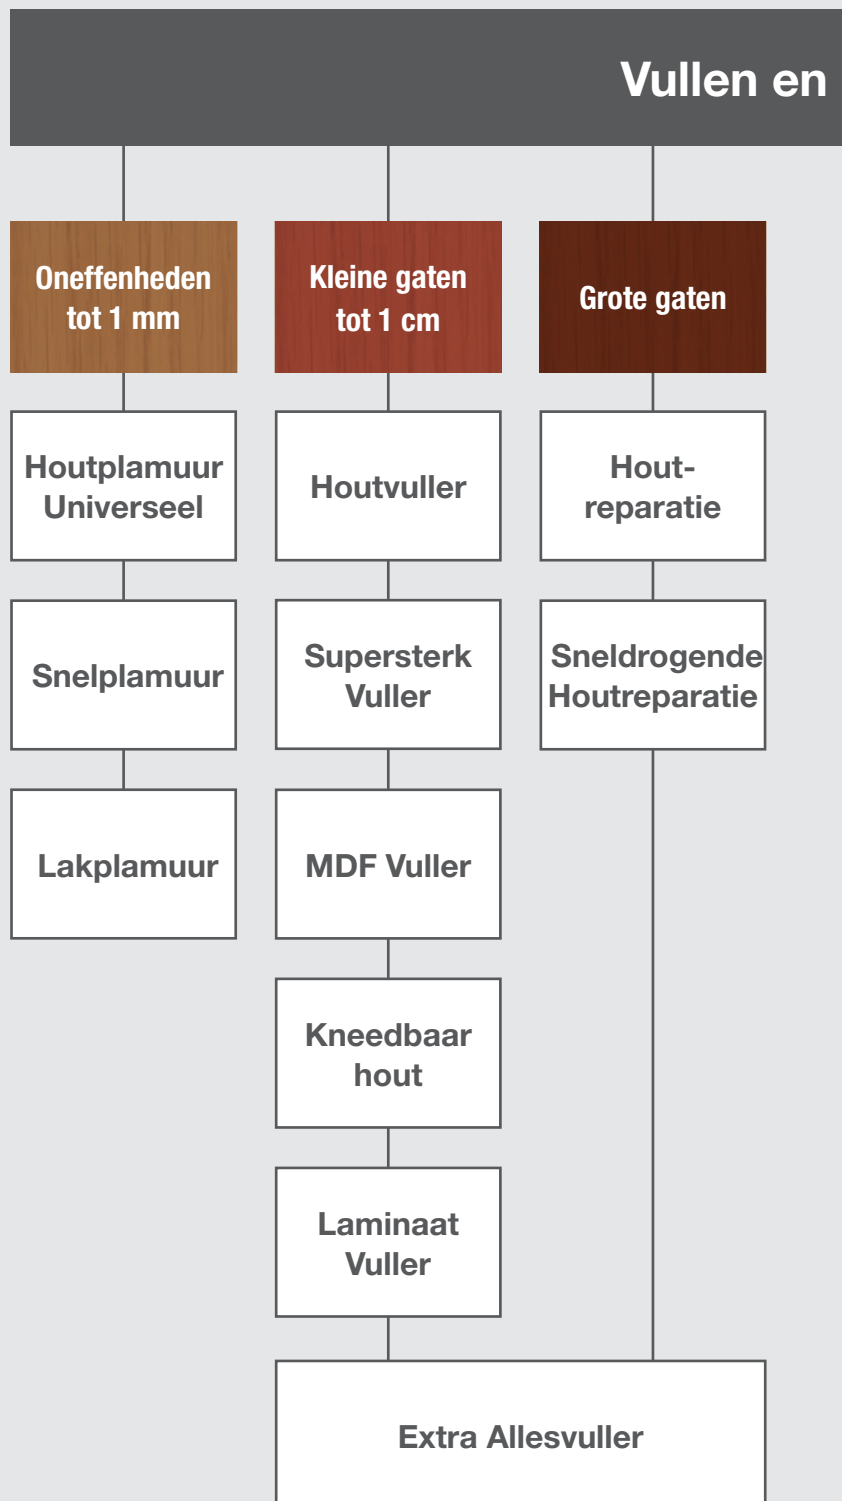 Vullen en
Oneffenheden
tot 1 mm
Kleine gaten
tot 1 cm
Grote gaten
Houtplamuur
Universeel
Houtvuller
Hout-
reparatie
Snelplamuur
Supersterk
Vuller
Sneldrogende
Houtreparatie
Lakplamuur
MDF Vuller
Kneedbaar
hout
Laminaat
Vuller
Extra Allesvuller